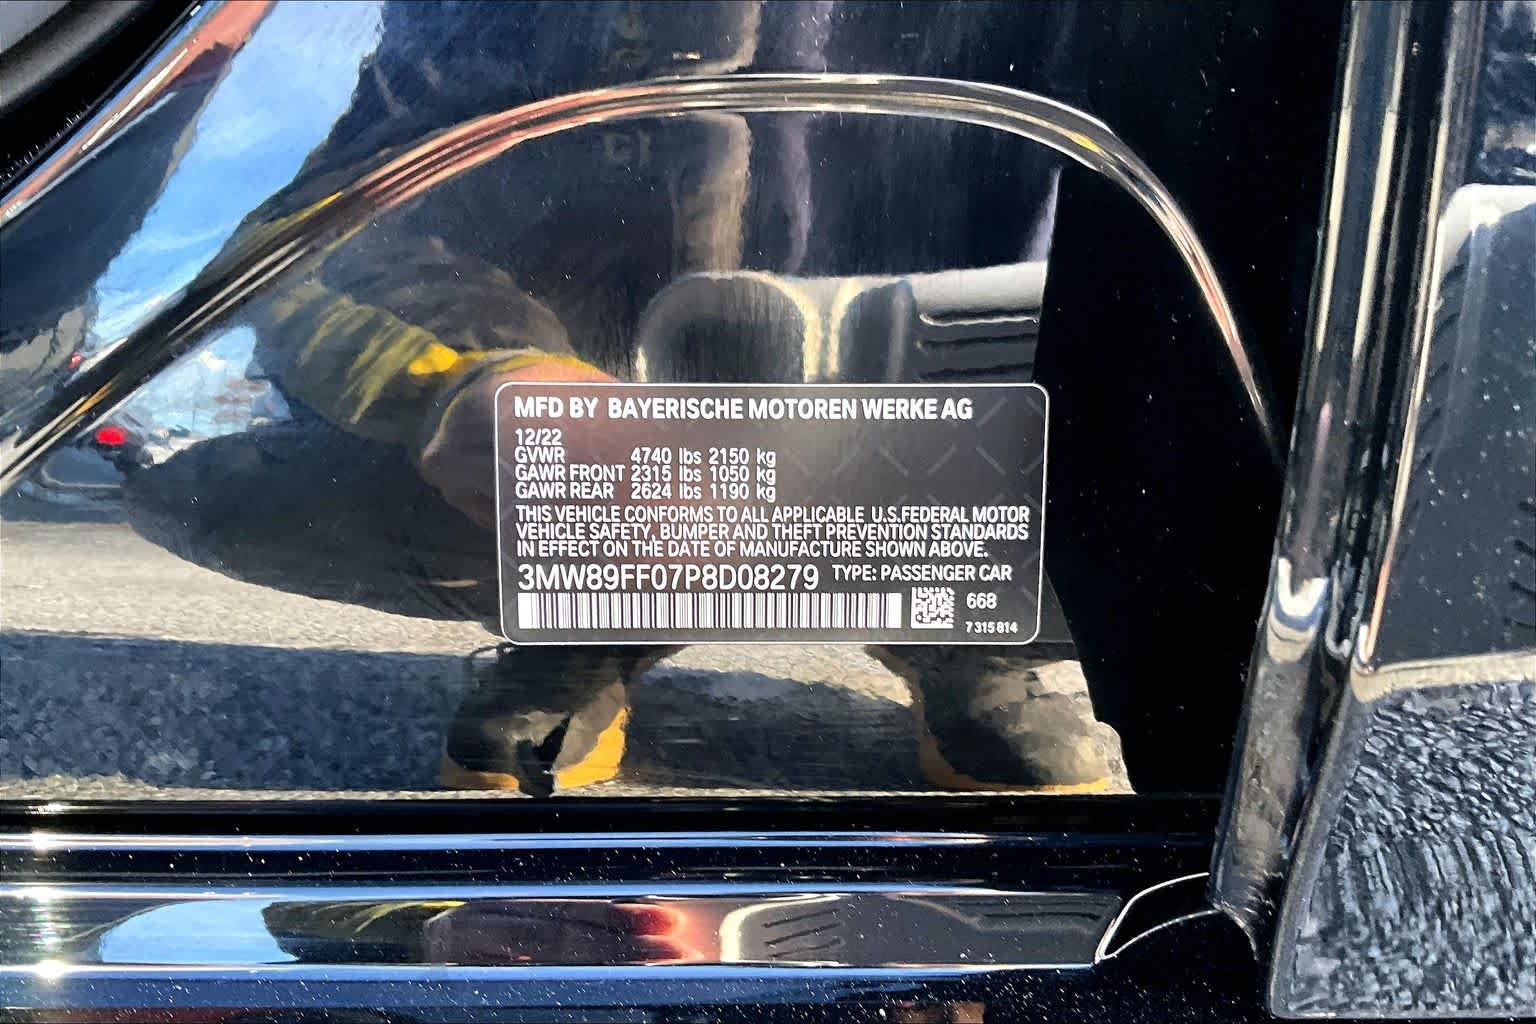 MFD BY BAYERISCHE MOTOREN WERKE AG
12/22
GVWR 4740 lbs 2150 kg
GAWR FRONT 2315 lbs 1050 kg
GAWR REAR 2624 lbs 1190 kg
THIS VEHICLE CONFORMS TO ALL APPLICABLE U.S.FEDERAL MOTOR
VEHICLE SAFETY, BUMPER AND THEFT PREVENTION STANDARDS
IN EFFECT ON THE DATE OF MANUFACTURE SHOWN ABOVE.
3MW89FF07P8D08279 TYPE: PASSENGER CAR
668
7 315 814